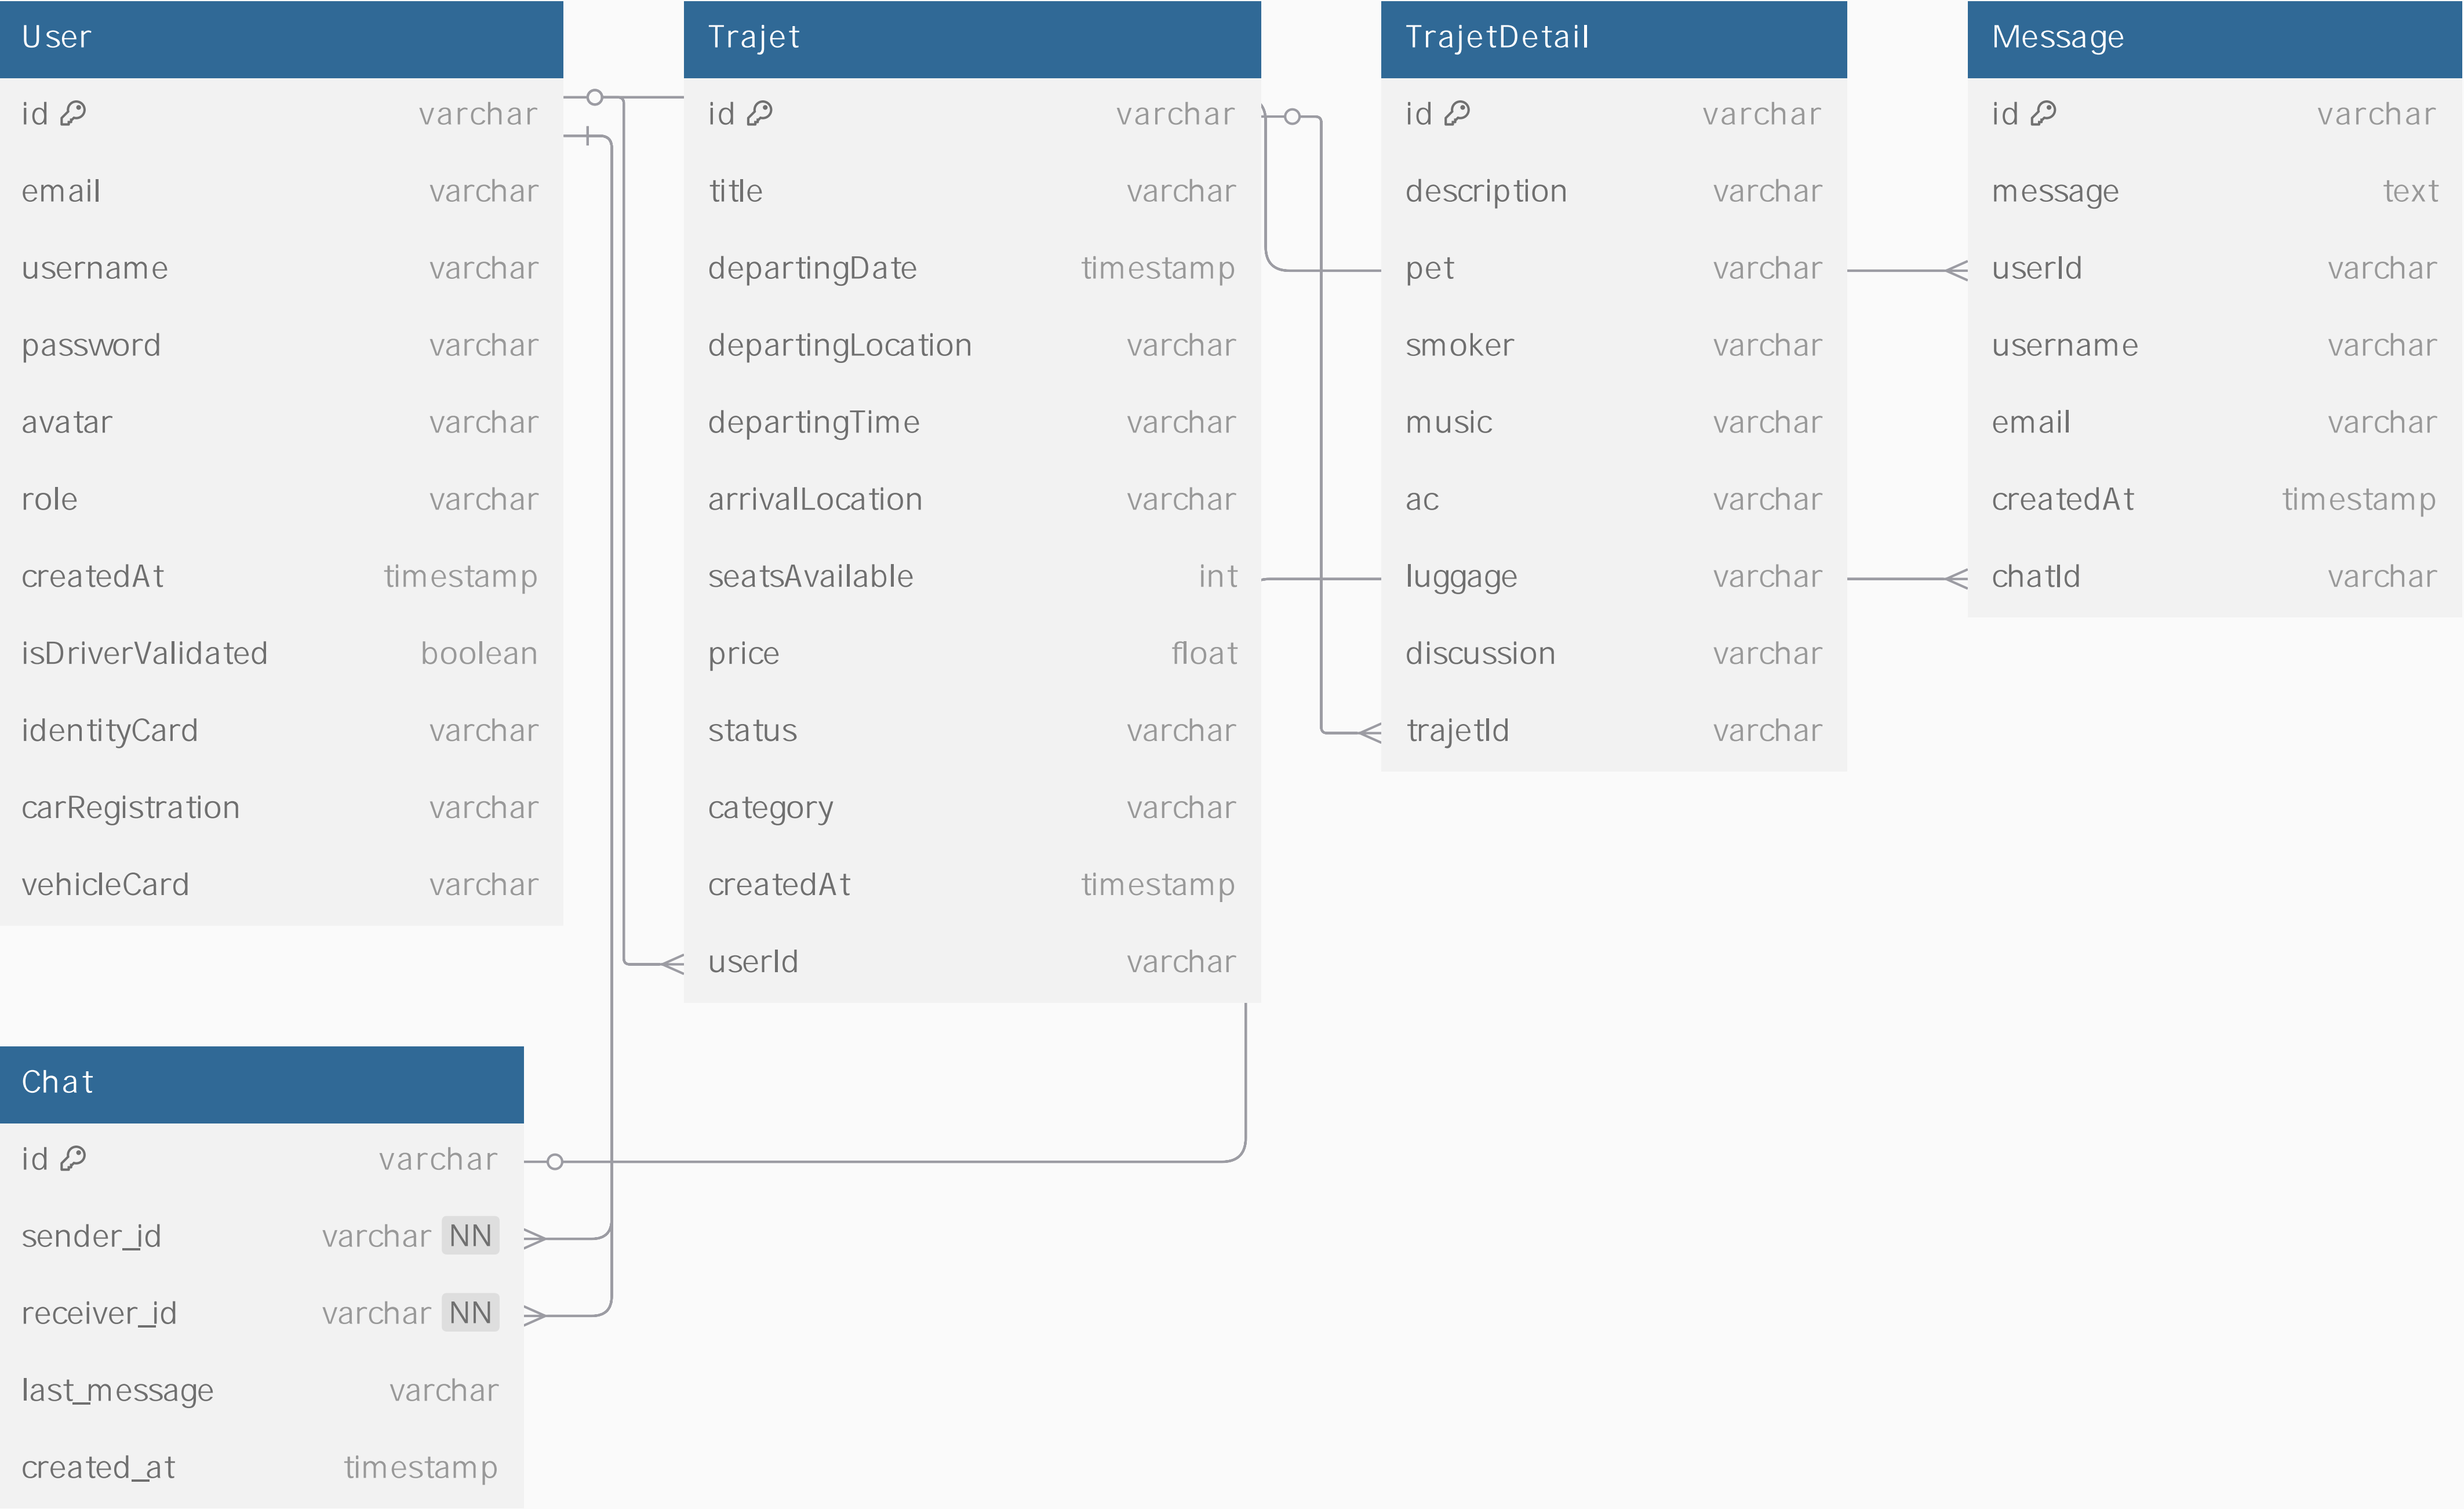 User
id varchar
email varchar
username varchar
password varchar
avatar varchar
role varchar
createdAt timestamp
isDriverValidated boolean
identityCard varchar
carRegistration varchar
vehicleCard varchar
Trajet
id varchar
title varchar
departingDate timestamp
departingLocation varchar
departingTime varchar
arrivalLocation varchar
seatsAvailable int
price float
status varchar
category varchar
createdAt timestamp
userId varchar
TrajetDetail
id varchar
description varchar
pet varchar
smoker varchar
music varchar
ac varchar
luggage varchar
discussion varchar
trajetId varchar
Message
id varchar
message text
userId varchar
username varchar
email varchar
createdAt timestamp
chatId varchar
Chat
id varchar
sender_id varchar NN
receiver_id varchar NN
last_message varchar
created_at timestamp